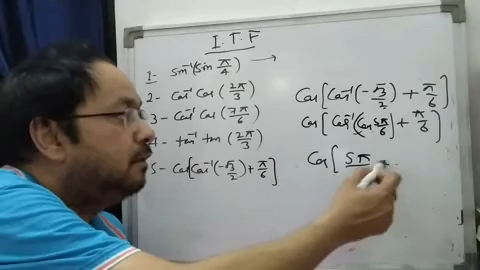 I.T.F
1- Sin⁻¹(Sin π/4) →
2- Cos⁻¹ Cos (2π/3)
3- Cos⁻¹ Cos (7π/6)
4- tan⁻¹ tan (2π/3)
5- Cos[Cos⁻¹(-√3/2)+π/6]
Cos[Cos⁻¹(-√3/2) + π/6]
Cos[Cos⁻¹(Cos 5π/6) + π/6]
Cos[5π